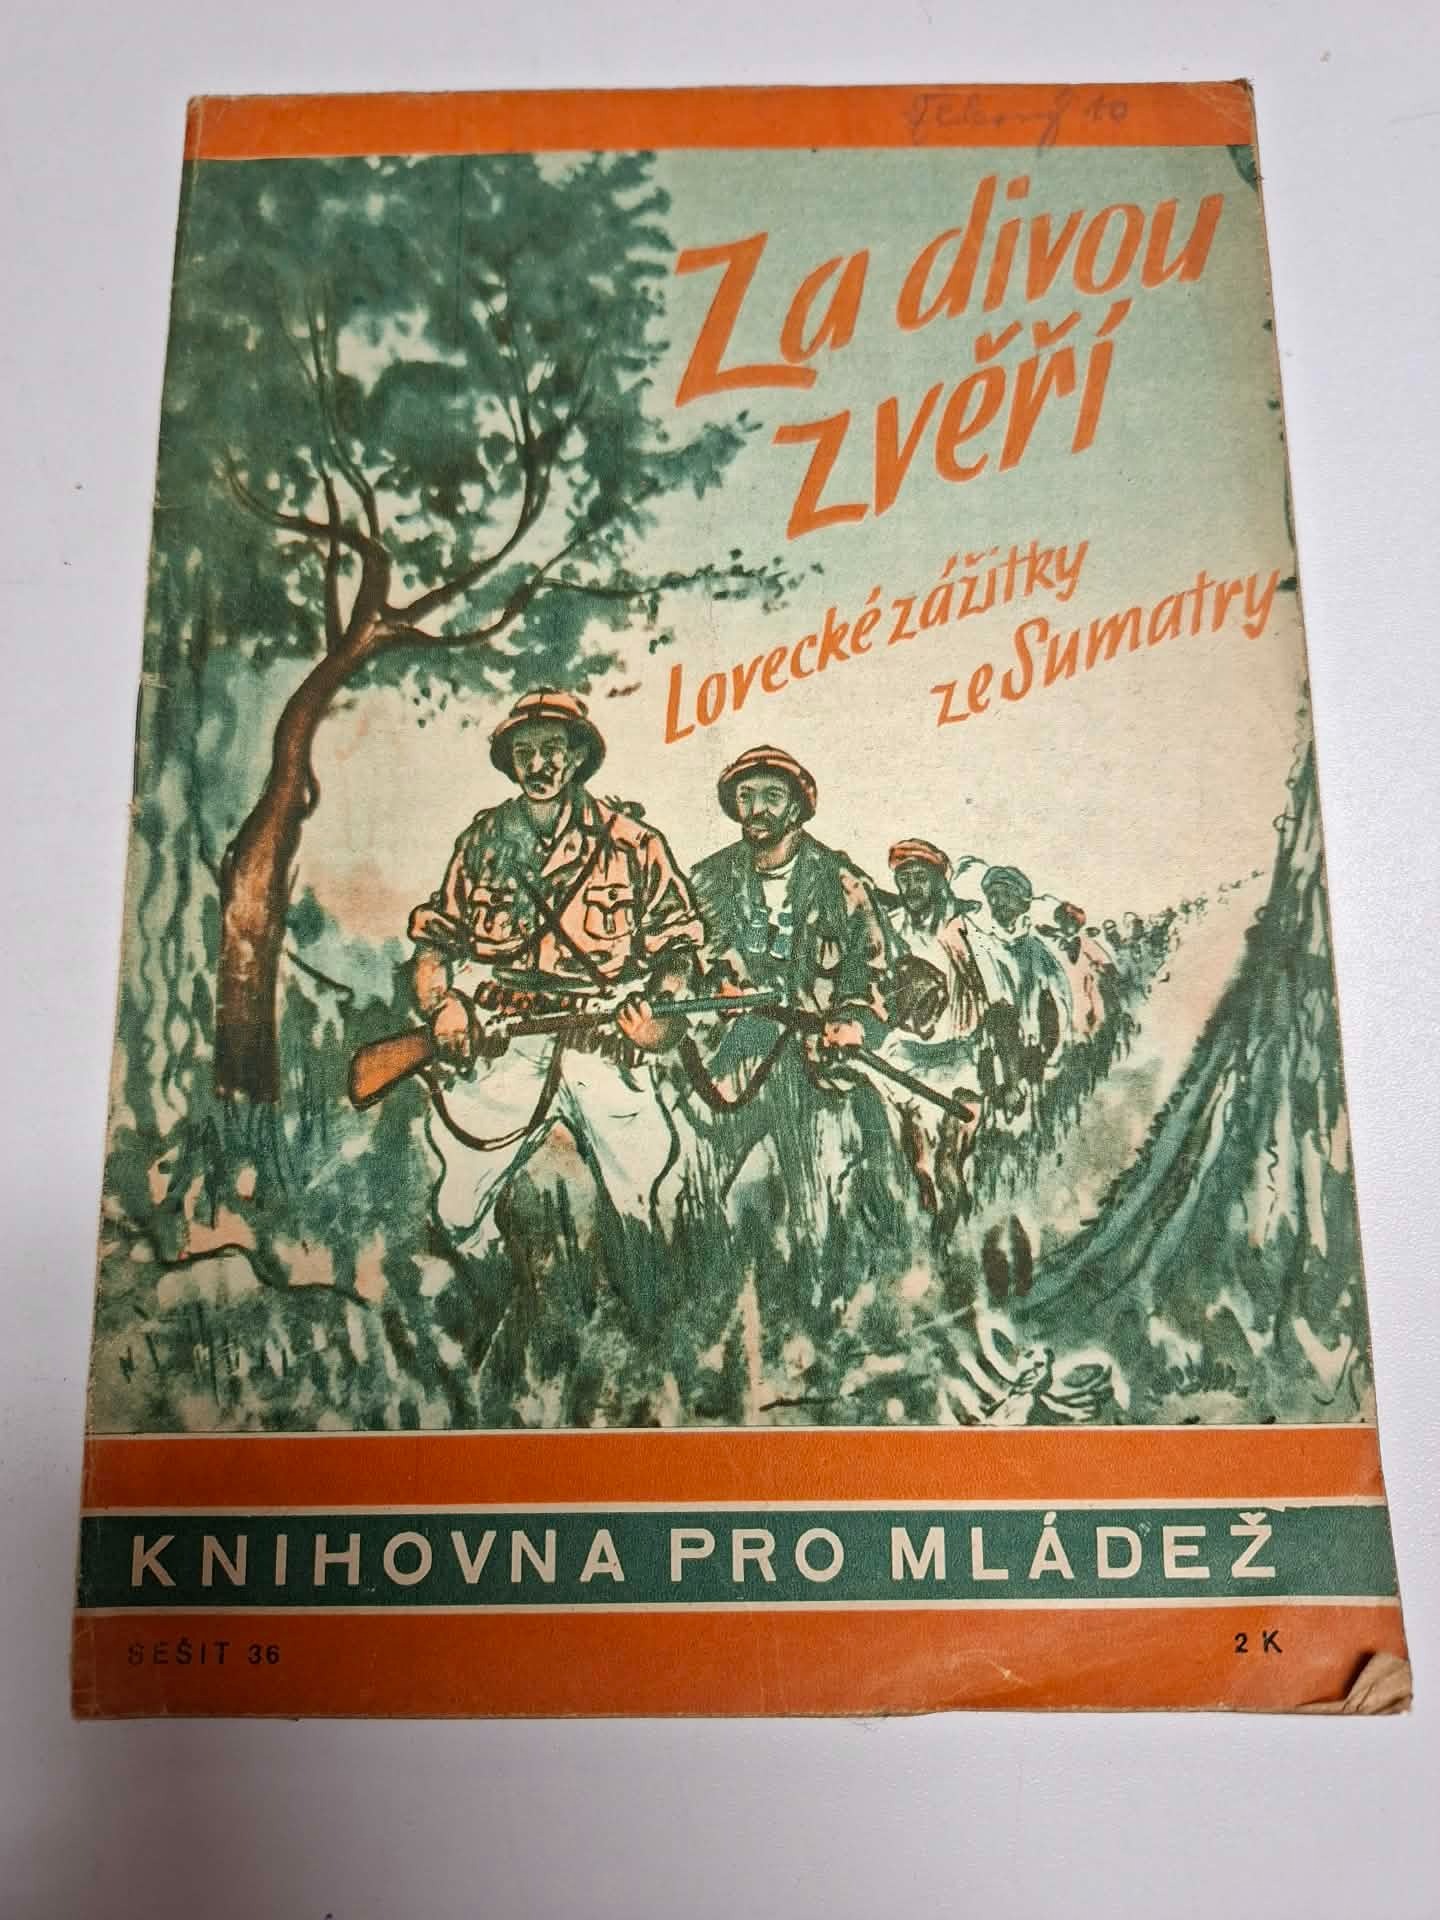 Za divou
zvěří
Lovecké zážitky
ze Sumatry
KNIHOVNA PRO MLÁDEŽ
SEŠIT 36
2 K